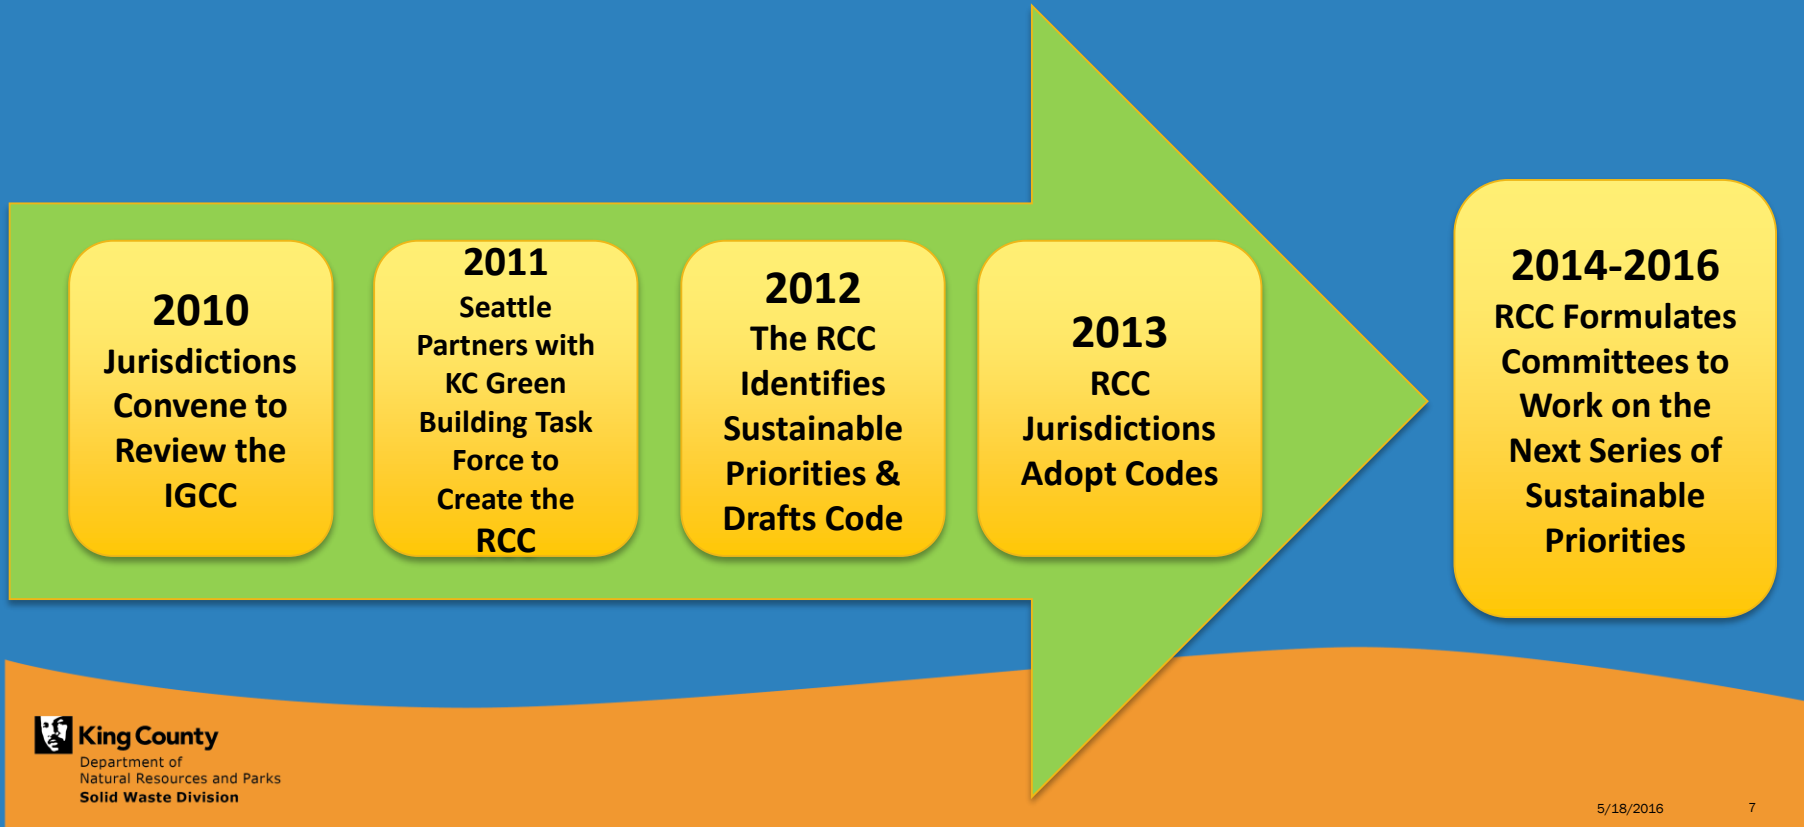 2010
Jurisdictions
Convene to
Review the
IGCC
2011
Seattle
Partners with
KC Green
Building Task
Force to
Create the
RCC
2012
The RCC
Identifies
Sustainable
Priorities &
Drafts Code
2013
RCC
Jurisdictions
Adopt Codes
2014-2016
RCC Formulates
Committees to
Work on the
Next Series of
Sustainable
Priorities
King County
Department of
Natural Resources and Parks
Solid Waste Division
5/18/2016 7